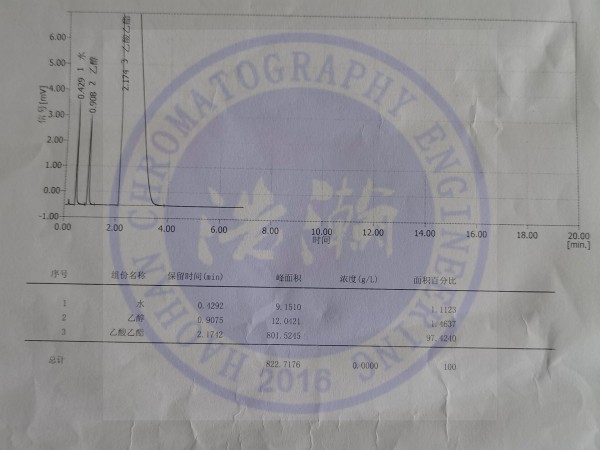 6.00
5.00
4.00
3.00
2.00
1.00
0.00
-1.00
信号[mV]
0.429 1 水
0.908 2 乙醇
2.174 3 乙酸乙酯
0.00 2.00 4.00 6.00 8.00 10.00 12.00 14.00 16.00 18.00 20.00
时间 [min.]
HAOHAN CHROMATOGRAPHY ENGINEERING INC
浩瀚
2016
序号 组份名称 保留时间(min) 峰面积 浓度(g/L) 面积百分比
1 水 0.4292 9.1510 1.1123
2 乙醇 0.9075 12.0421 1.4637
3 乙酸乙酯 2.1742 801.5245 97.4240
总计 822.7176 0.0000 100